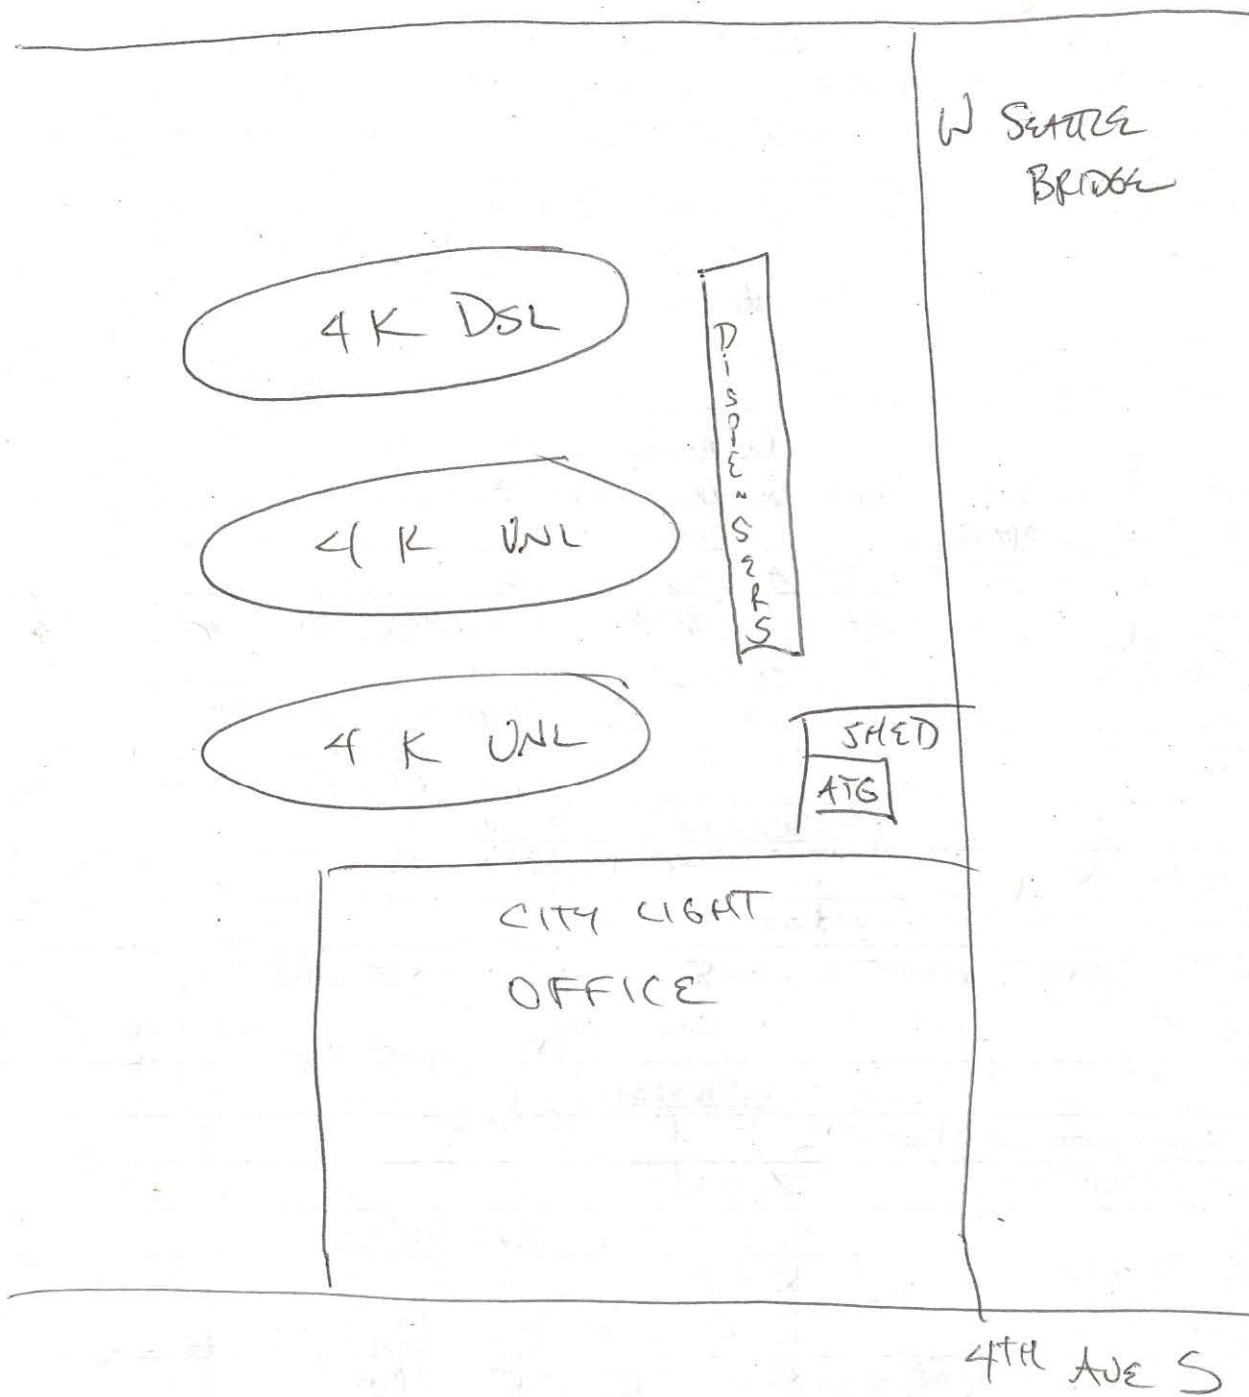 W SEATTLE
BRIDGE
4K DSL
DISPENSERS
4K UNL
4K UNL
SHED
ATG
CITY LIGHT
OFFICE
4TH AVE S